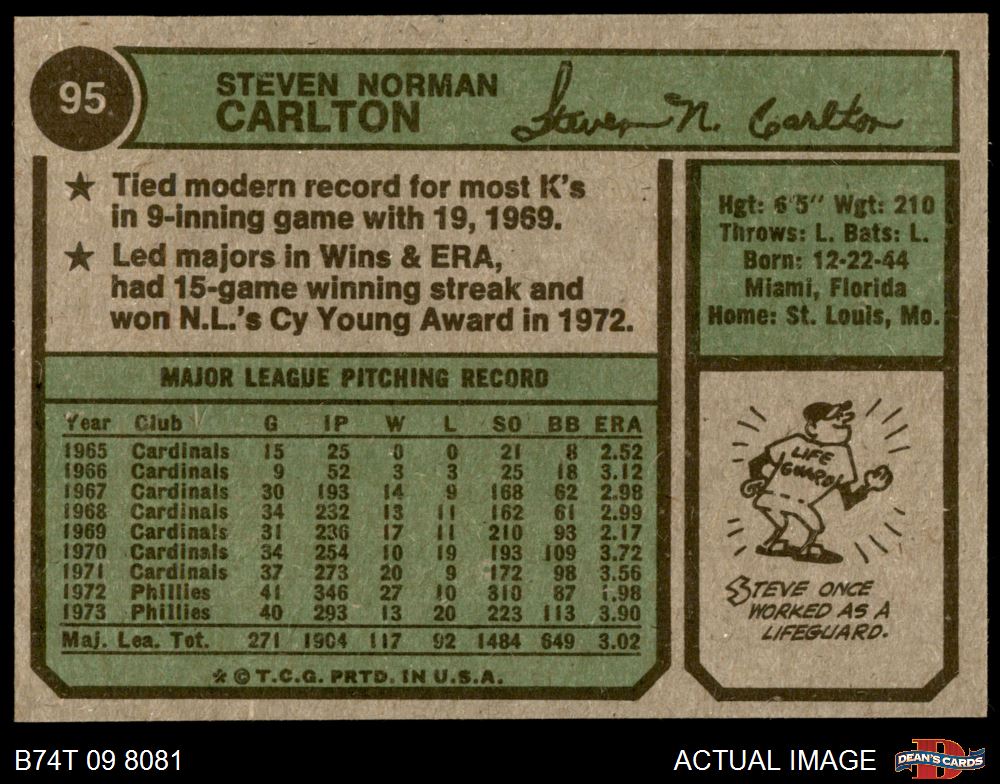 95
STEVEN NORMAN
CARLTON
Steven N. Carlton
★ Tied modern record for most K's
in 9-inning game with 19, 1969.
★ Led majors in Wins & ERA,
had 15-game winning streak and
won N.L.'s Cy Young Award in 1972.
Hgt: 6'5" Wgt: 210
Throws: L. Bats: L.
Born: 12-22-44
Miami, Florida
Home: St. Louis, Mo.
MAJOR LEAGUE PITCHING RECORD
Year Club G IP W L SO BB ERA
1965 Cardinals 15 25 0 0 21 8 2.52
1966 Cardinals 9 52 3 3 25 18 3.12
1967 Cardinals 30 193 14 9 168 62 2.98
1968 Cardinals 34 232 13 11 162 61 2.99
1969 Cardinals 31 236 17 11 210 93 2.17
1970 Cardinals 34 254 10 19 193 109 3.72
1971 Cardinals 37 273 20 9 172 98 3.56
1972 Phillies 41 346 27 10 310 87 1.98
1973 Phillies 40 293 13 20 223 113 3.90
Maj. Lea. Tot. 271 1904 117 92 1484 649 3.02
★ © T.C.G. PRTD. IN U.S.A.
LIFE
GUARD
STEVE ONCE
WORKED AS A
LIFEGUARD.
B74T 09 8081
ACTUAL IMAGE
D
DEAN'S CARDS